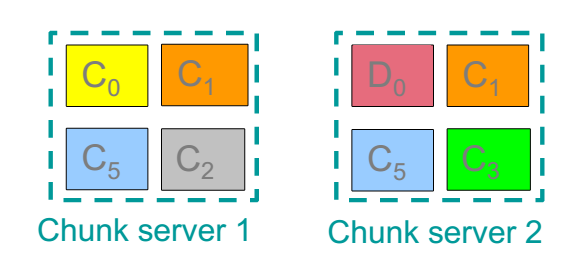 C₀ C₁ D₀ C₁
C₅ C₂ C₅ C₃
Chunk server 1 Chunk server 2